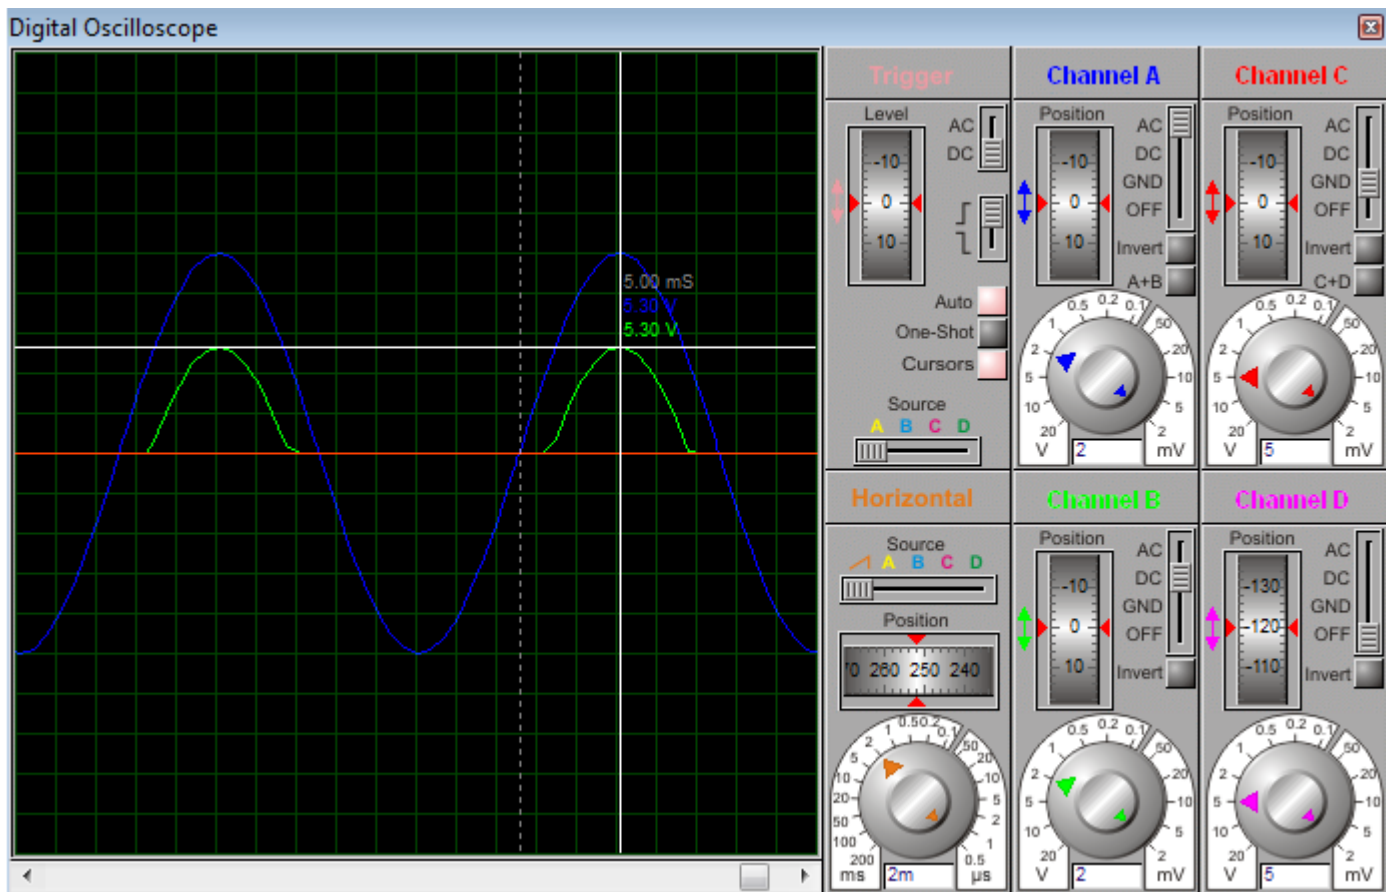 Digital Oscilloscope
5.00 mS
5.30 V
5.30 V
Trigger
Level
-10
0
10
AC
DC
Auto
One-Shot
Cursors
Source
A B C D
Channel A
Position
-10
0
10
AC
DC
GND
OFF
Invert
A+B
20 10 5 2 1 0.5 0.2 0.1 50 20 10 5 2
V 2 mV
Channel C
Position
-10
0
10
AC
DC
GND
OFF
Invert
C+D
20 10 5 2 1 0.5 0.2 0.1 50 20 10 5 2
V 5 mV
Horizontal
Source
A B C D
Position
70 260 250 240
200 100 50 20 10 5 2 1 0.5 0.2 0.1 50 20 10 5 2 1 0.5
ms 2m µs
Channel B
Position
-10
0
10
AC
DC
GND
OFF
Invert
20 10 5 2 1 0.5 0.2 0.1 50 20 10 5 2
V 2 mV
Channel D
Position
-130
-120
-110
AC
DC
GND
OFF
Invert
20 10 5 2 1 0.5 0.2 0.1 50 20 10 5 2
V 5 mV